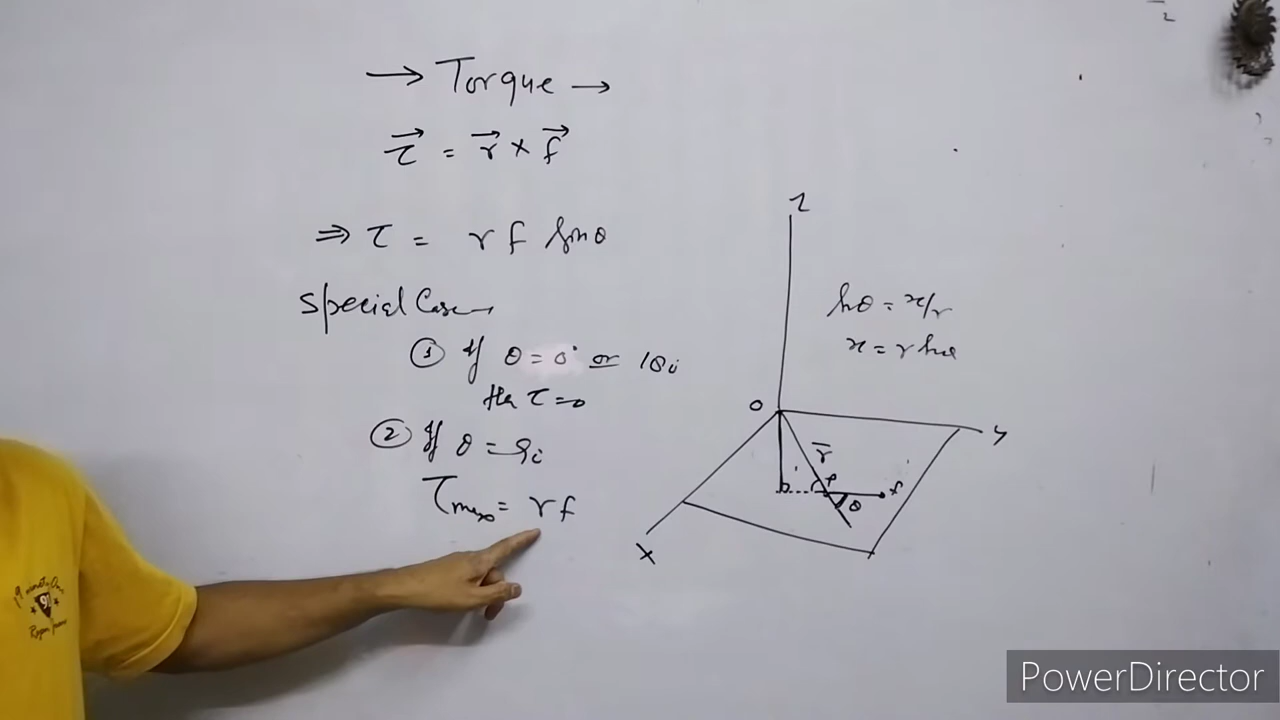 → Torque →
τ⃗ = r⃗ × f⃗
⇒ τ = r f sinθ
Special Case
① If θ = 0° or 180
then τ = 0
② If θ = 90
τmax = r f
Z
sinθ = x/r
x = r sinθ
O
Y
r⃗
P
f
θ
X
PowerDirector